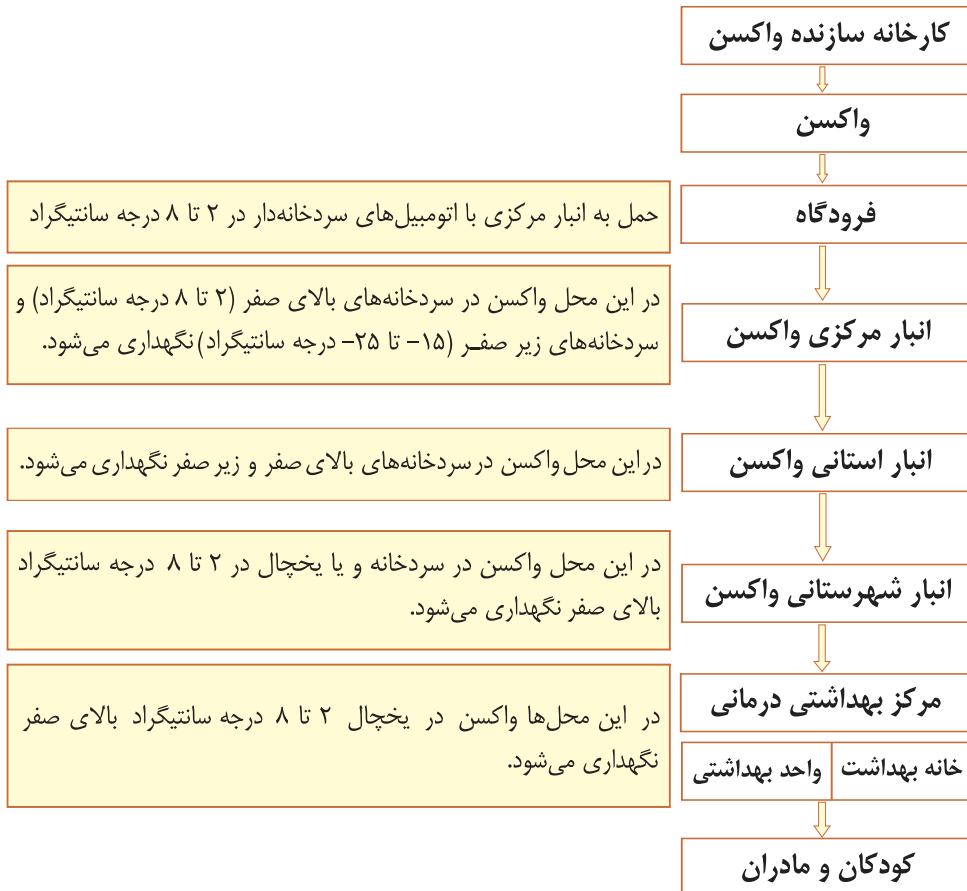 کارخانه سازنده واکسن
واکسن
فرودگاه
حمل به انبار مرکزی با اتومبیل‌های سردخانه‌دار در ۲ تا ۸ درجه سانتیگراد
انبار مرکزی واکسن
در این محل واکسن در سردخانه‌های بالای صفر (۲ تا ۸ درجه سانتیگراد) و
سردخانه‌های زیر صفـر (۱۵- تا ۲۵- درجه سانتیگراد) نگهداری می‌شود.
انبار استانی واکسن
در این محل واکسن در سردخانه‌های بالای صفر و زیر صفر نگهداری می‌شود.
انبار شهرستانی واکسن
در این محل واکسن در سردخانه و یا یخچال در ۲ تا ۸ درجه سانتیگراد
بالای صفر نگهداری می‌شود.
مرکز بهداشتی درمانی
خانه بهداشت
واحد بهداشتی
در این محل‌ها واکسن در یخچال ۲ تا ۸ درجه سانتیگراد بالای صفر
نگهداری می‌شود.
کودکان و مادران